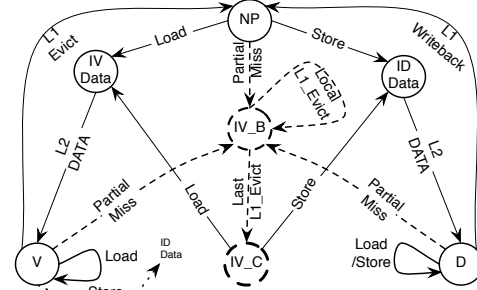 L1
Evict
NP
L1
Writeback
Load
Store
IV
Data
Partial
Miss
Local
L1_Evict
ID
Data
IV_B
L2
DATA
L2
DATA
Partial
Miss
Load
Last
L1_Evict
Store
Partial
Miss
V
Load
ID
Data
IV_C
Load
/Store
D
Store